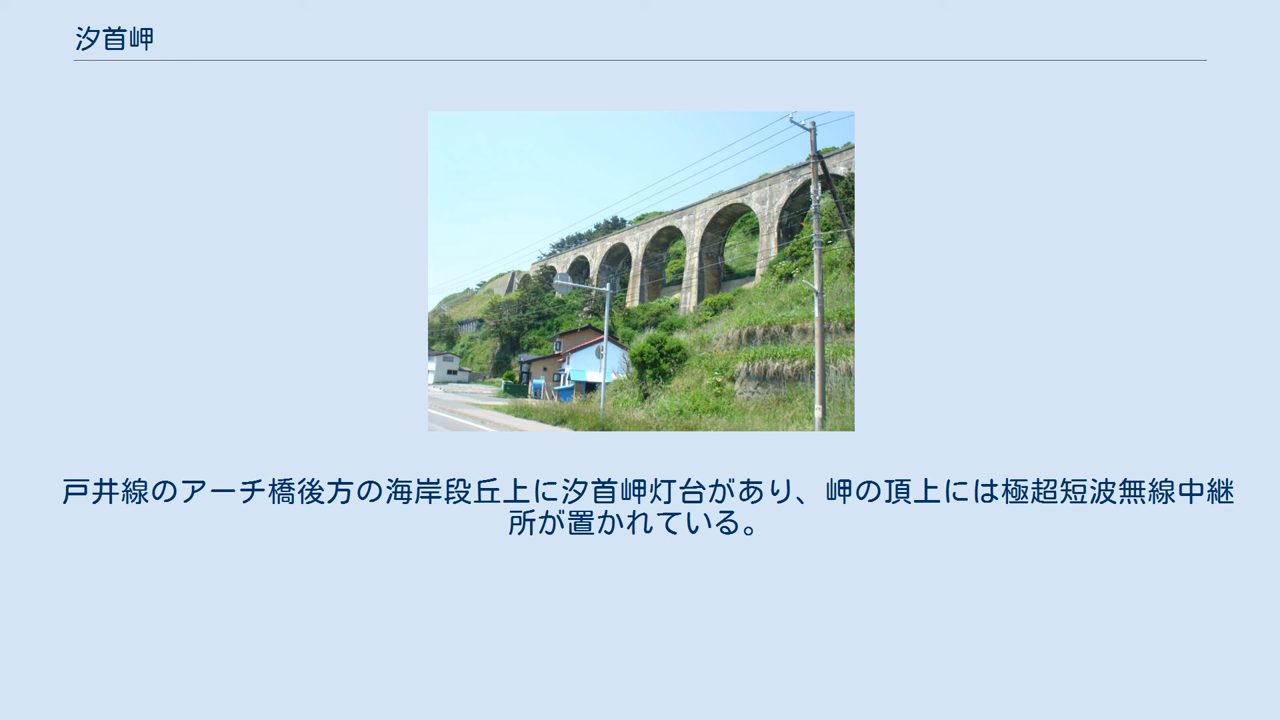 汐首岬
戸井線のアーチ橋後方の海岸段丘上に汐首岬灯台があり、岬の頂上には極超短波無線中継
所が置かれている。